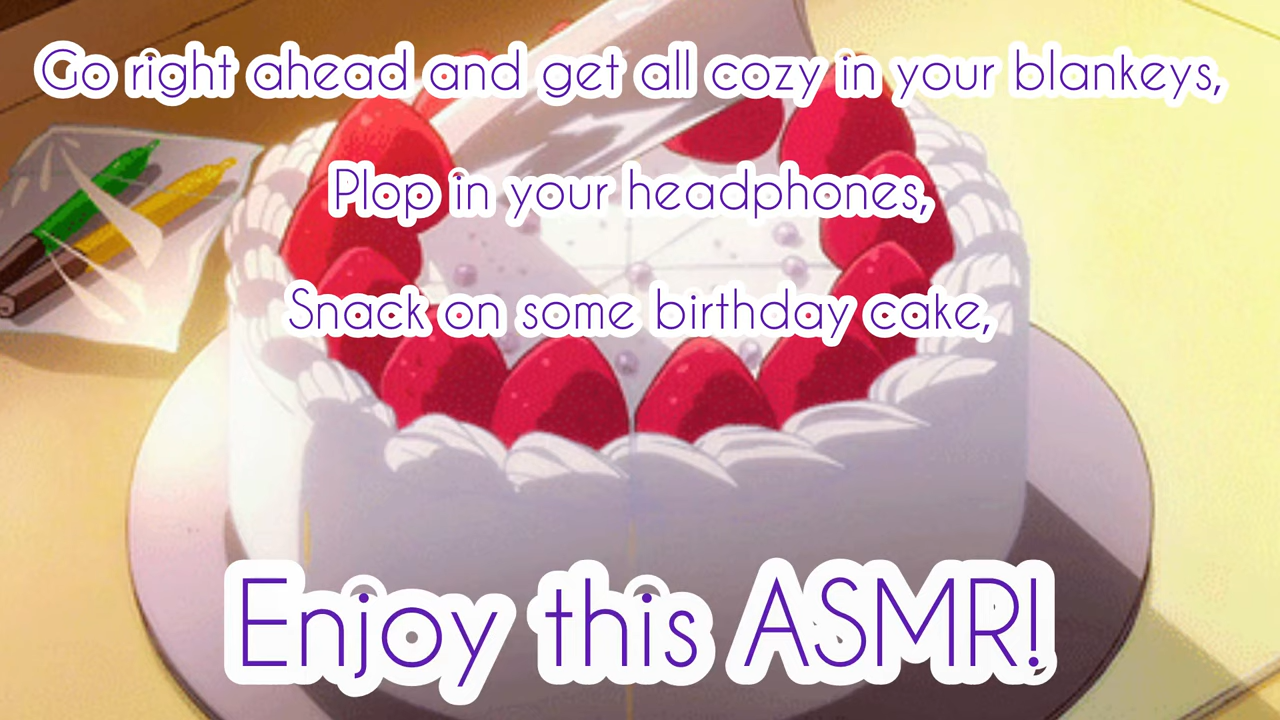 Go right ahead and get all cozy in your blankeys,
Plop in your headphones,
Snack on some birthday cake,
Enjoy this ASMR!